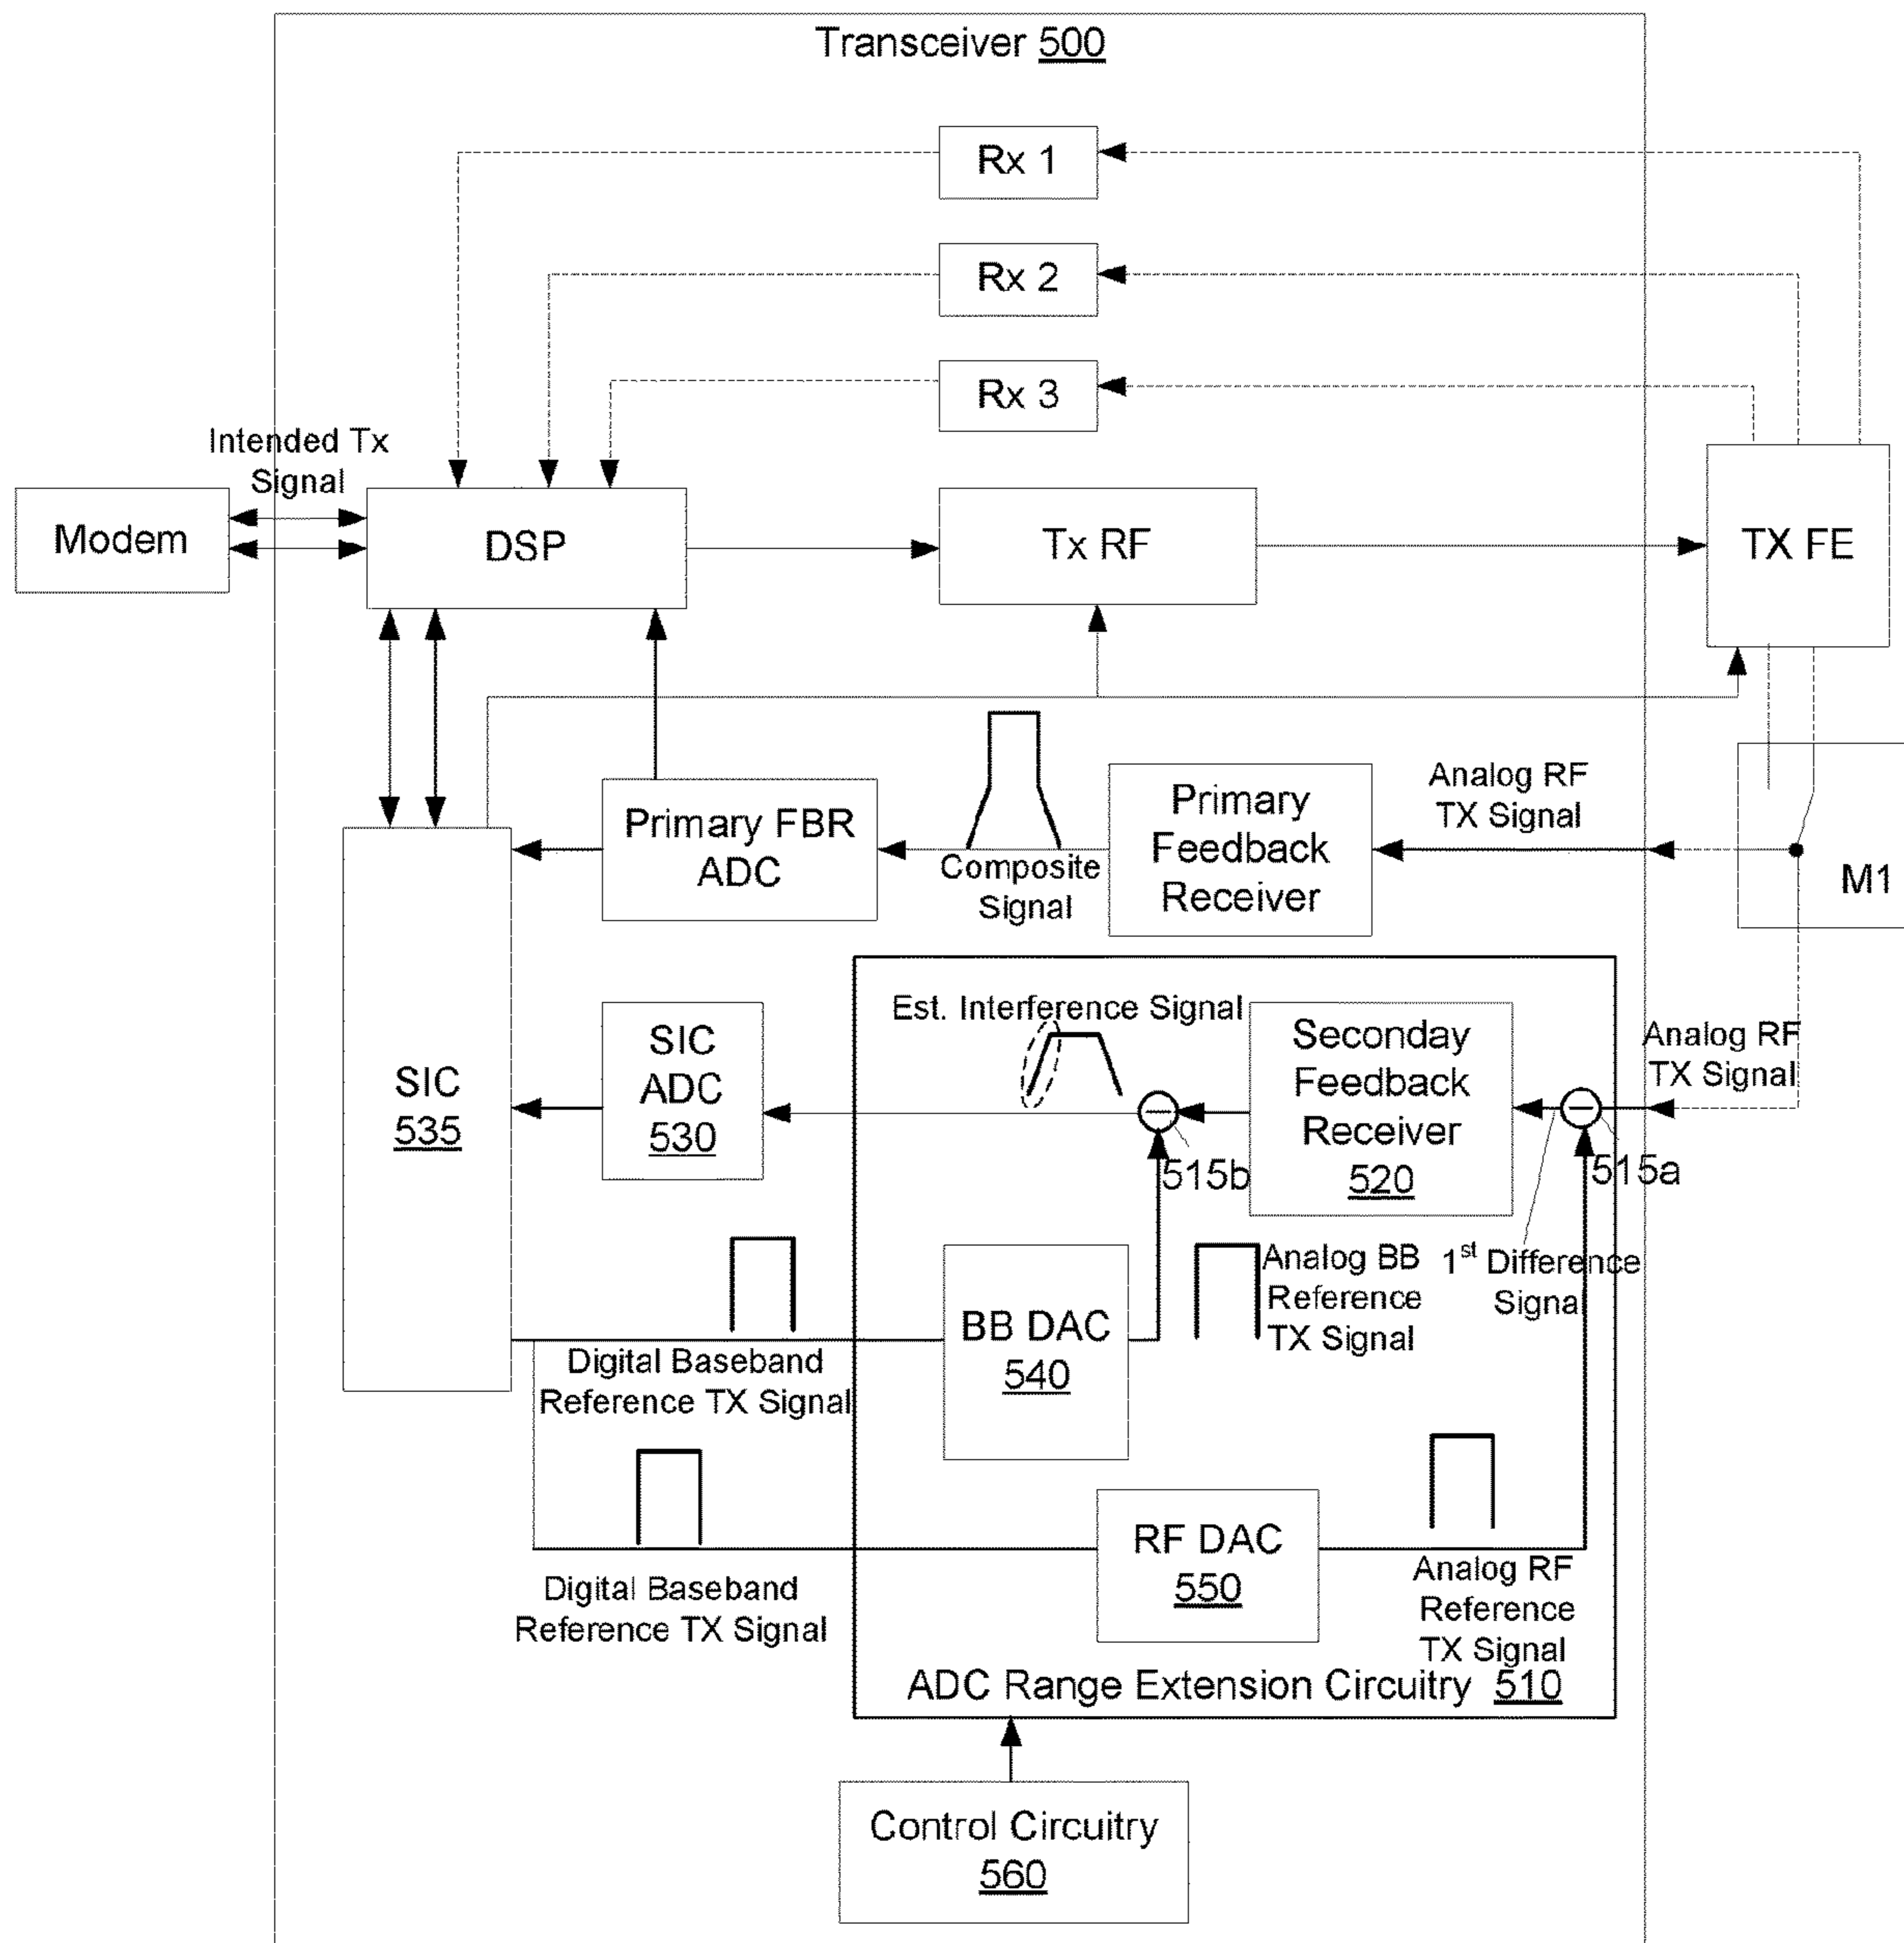 Transceiver 500
Rx 1
Rx 2
Rx 3
Intended Tx
Signal
Modem
DSP
Tx RF
TX FE
Primary FBR
ADC
Composite
Signal
Primary
Feedback
Receiver
Analog RF
TX Signal
M1
SIC
535
SIC
ADC
530
Est. Interference Signal
Seconday
Feedback
Receiver
520
Analog RF
TX Signal
515b
515a
Digital Baseband
Reference TX Signal
BB DAC
540
Analog BB
Reference
TX Signal
1st Difference
Signal
Digital Baseband
Reference TX Signal
RF DAC
550
Analog RF
Reference
TX Signal
ADC Range Extension Circuitry 510
Control Circuitry
560